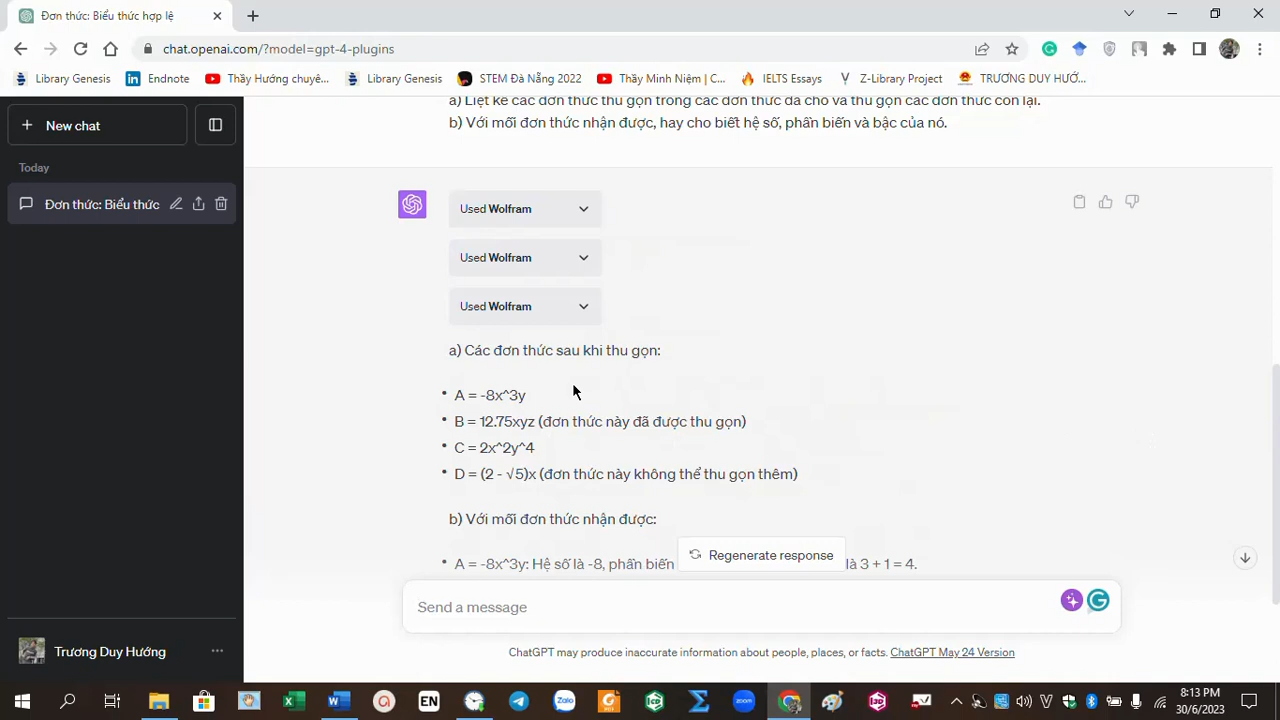 Đơn thức: Biểu thức hợp lệ
chat.openai.com/?model=gpt-4-plugins
Library Genesis
Endnote
Thầy Hướng chuyê...
Library Genesis
STEM Đà Nẵng 2022
Thầy Minh Niệm | C...
IELTS Essays
Z-Library Project
TRƯƠNG DUY HƯỚ...
New chat
Today
Đơn thức: Biểu thức
a) Liệt kê các đơn thức thu gọn trong các đơn thức đã cho và thu gọn các đơn thức còn lại.
b) Với mỗi đơn thức nhận được, hãy cho biết hệ số, phần biến và bậc của nó.
Used Wolfram
Used Wolfram
Used Wolfram
a) Các đơn thức sau khi thu gọn:
• A = -8x^3y
• B = 12.75xyz (đơn thức này đã được thu gọn)
• C = 2x^2y^4
• D = (2 - √5)x (đơn thức này không thể thu gọn thêm)
b) Với mỗi đơn thức nhận được:
• A = -8x^3y: Hệ số là -8, phần biến là 3 + 1 = 4.
Regenerate response
Send a message
ChatGPT may produce inaccurate information about people, places, or facts. ChatGPT May 24 Version
Trương Duy Hướng
EN
8:13 PM
30/6/2023